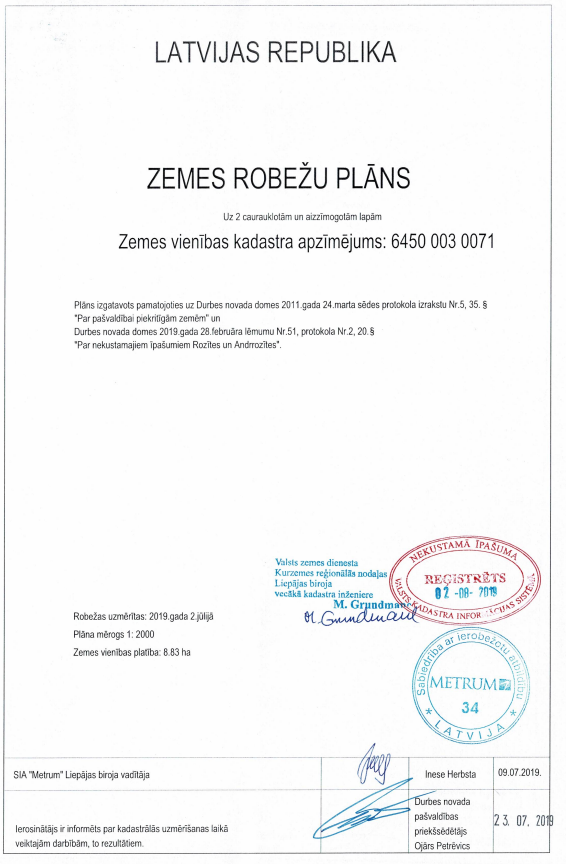 LATVIJAS REPUBLIKA
ZEMES ROBEŽU PLĀNS
Uz 2 caurauklotām un aizzīmogotām lapām
Zemes vienības kadastra apzīmējums: 6450 003 0071
Plāns izgatavots pamatojoties uz Durbes novada domes 2011.gada 24.marta sēdes protokola izrakstu Nr.5, 35. §
"Par pašvaldībai piekritīgām zemēm" un
Durbes novada domes 2019.gada 28.februāra lēmumu Nr.51, protokola Nr.2, 20.§
"Par nekustamajiem īpašumiem Rozītes un Andrrozītes".
Valsts zemes dienesta
Kurzemes reģionālās nodaļas
Liepājas biroja
vecākā kadastra inženiere
M. Grundmane
M. Grundmane
NEKUSTAMĀ ĪPAŠUMA
REĢISTRĒTS
02 -08- 2019
VALSTS KADASTRA INFORMĀCIJAS SISTĒMĀ
Robežas uzmērītas: 2019.gada 2.jūlijā
Plāna mērogs 1: 2000
Zemes vienības platība: 8.83 ha
Sabiedrība ar ierobežotu atbildību
METRUM
34
* LATVIJA *
SIA "Metrum" Liepājas biroja vadītāja
Inese Herbsta
09.07.2019.
Ierosinātājs ir informēts par kadastrālās uzmērīšanas laikā
veiktajām darbībām, to rezultātiem.
Durbes novada
pašvaldības
priekšsēdētājs
Ojārs Petrēvics
23. 07. 2019